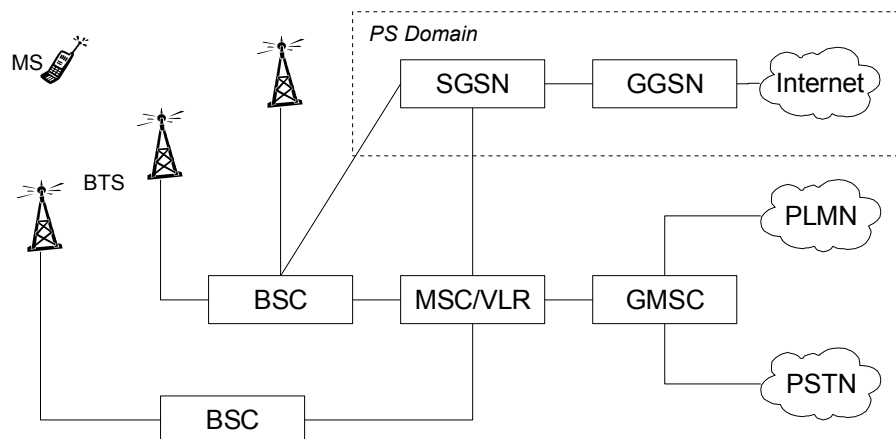 PS Domain
MS
SGSN
GGSN
Internet
BTS
PLMN
BSC
MSC/VLR
GMSC
PSTN
BSC